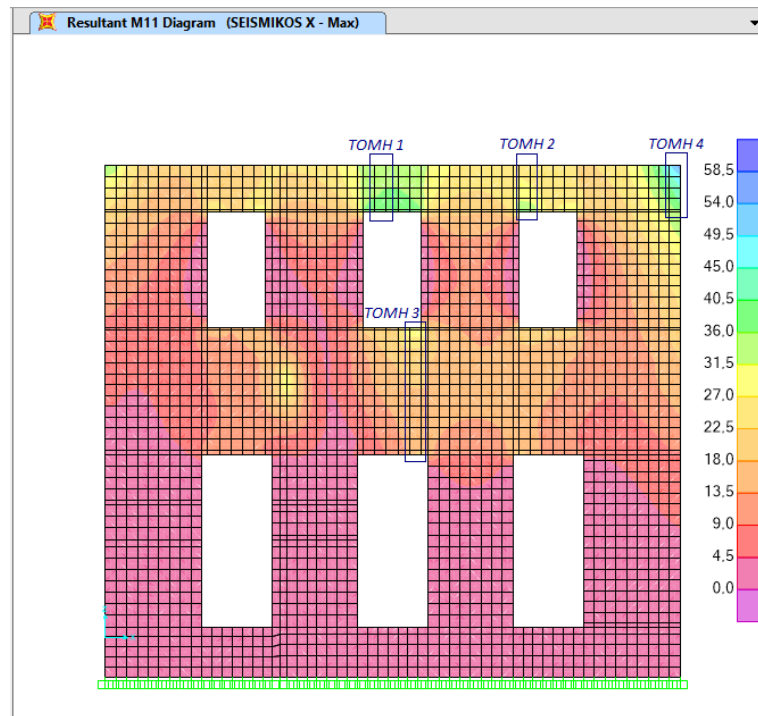 Resultant M11 Diagram (SEISMIKOS X - Max)
TOMH 1
TOMH 2
TOMH 4
58.5
54.0
49.5
45.0
40.5
36.0
31.5
27.0
22.5
18.0
13.5
9.0
4.5
0.0
TOMH 3